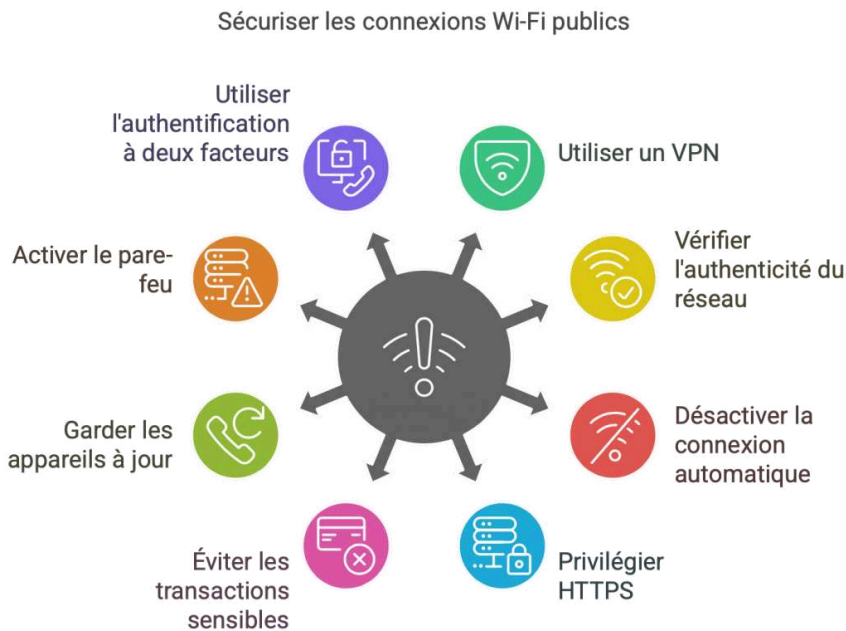 Sécuriser les connexions Wi-Fi publics
Utiliser
l'authentification
à deux facteurs
Utiliser un VPN
Activer le pare-
feu
Vérifier
l'authenticité du
réseau
Garder les
appareils à jour
Désactiver la
connexion
automatique
Éviter les
transactions
sensibles
Privilégier
HTTPS